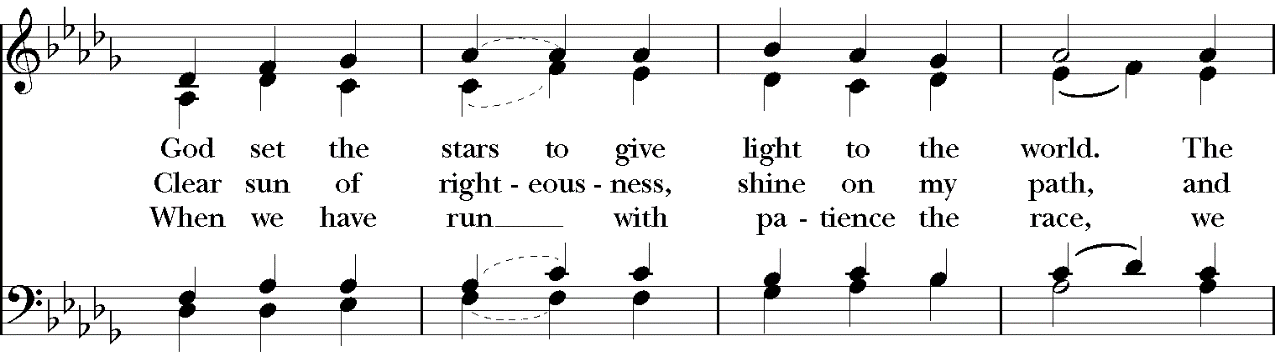 God set the stars to give light to the world. The
Clear sun of right - eous - ness, shine on my path, and
When we have run____ with pa - tience the race, we